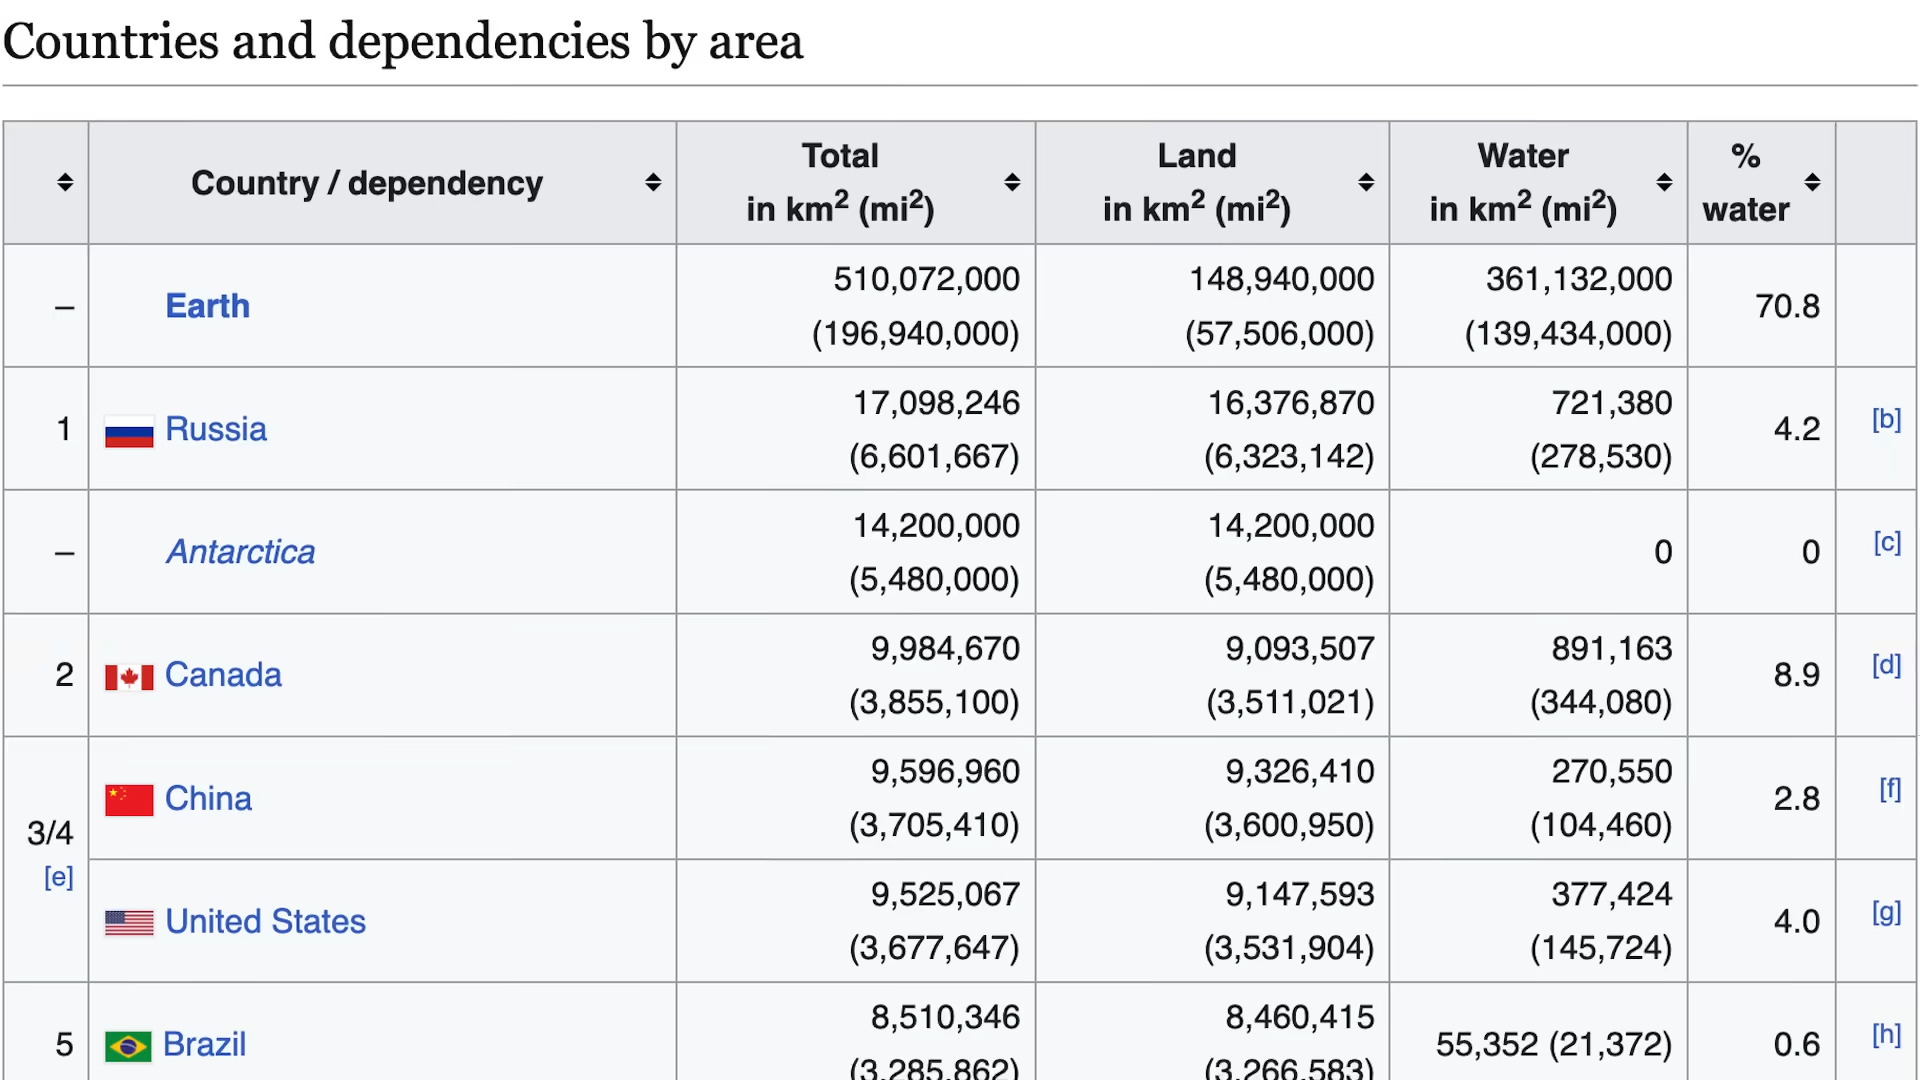 Countries and dependencies by area
Country / dependency
Total
in km² (mi²)
Land
in km² (mi²)
Water
in km² (mi²)
%
water
–
Earth
510,072,000
(196,940,000)
148,940,000
(57,506,000)
361,132,000
(139,434,000)
70.8
1
Russia
17,098,246
(6,601,667)
16,376,870
(6,323,142)
721,380
(278,530)
4.2
[b]
–
Antarctica
14,200,000
(5,480,000)
14,200,000
(5,480,000)
0
0
[c]
2
Canada
9,984,670
(3,855,100)
9,093,507
(3,511,021)
891,163
(344,080)
8.9
[d]
3/4
[e]
China
9,596,960
(3,705,410)
9,326,410
(3,600,950)
270,550
(104,460)
2.8
[f]
United States
9,525,067
(3,677,647)
9,147,593
(3,531,904)
377,424
(145,724)
4.0
[g]
5
Brazil
8,510,346
(3,285,862)
8,460,415
(3,266,583)
55,352 (21,372)
0.6
[h]